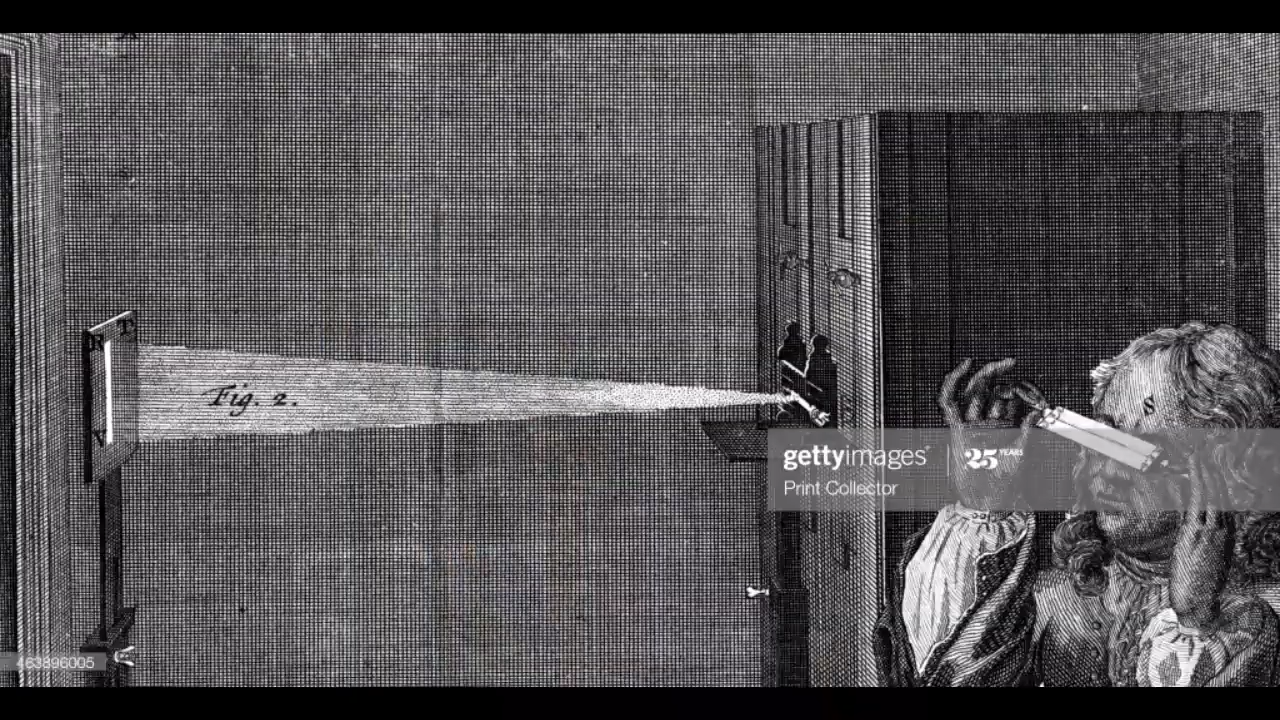 T
R
Fig. 2.
V
S
gettyimages®
25 YEARS
Print Collector
463896005